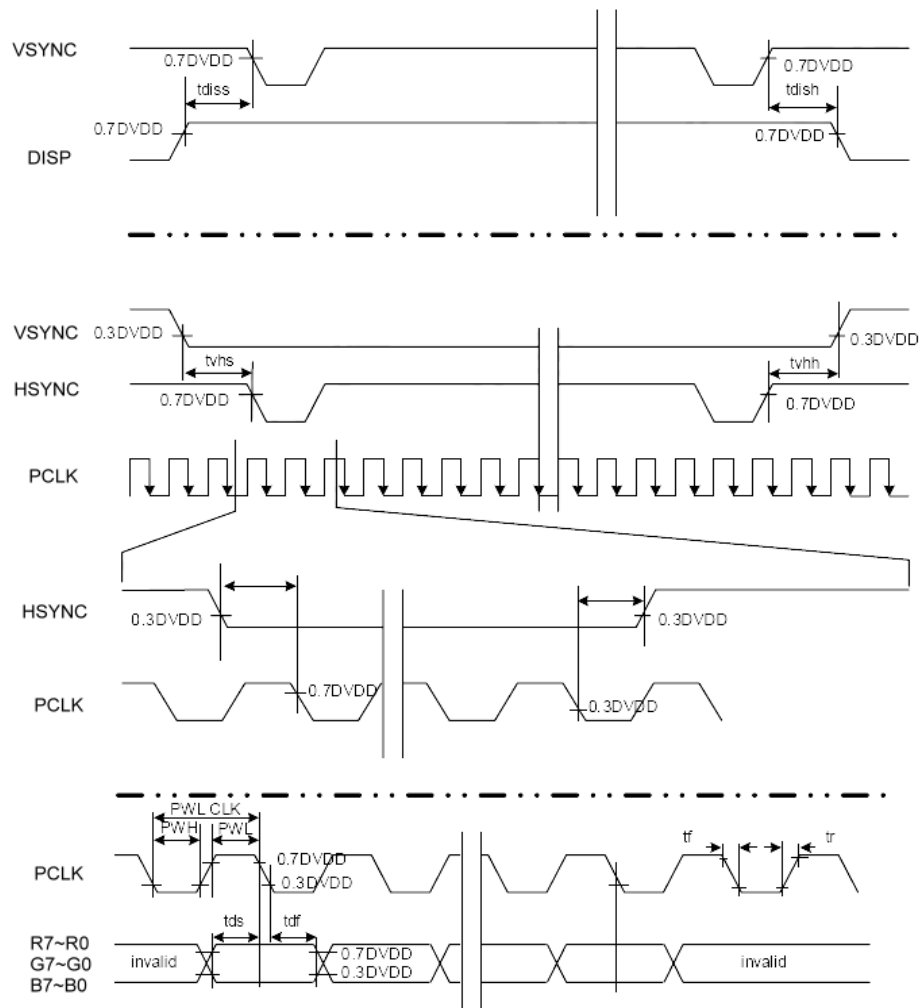 VSYNC
0.7DVDD
0.7DVDD
tdiss
tdish
0.7DVDD
0.7DVDD
DISP
VSYNC
0.3DVDD
0.3DVDD
tvhs
tvhh
HSYNC
0.7DVDD
0.7DVDD
PCLK
HSYNC
0.3DVDD
0.3DVDD
PCLK
0.7DVDD
0.3DVDD
PWL CLK
PWH
PWL
tf
tr
PCLK
0.7DVDD
0.3DVDD
tds
tdf
R7~R0
G7~G0
B7~B0
invalid
0.7DVDD
0.3DVDD
invalid